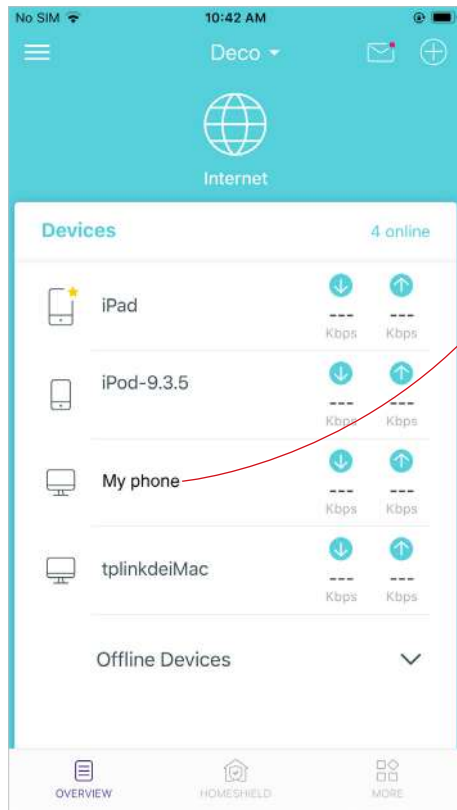 No SIM 10:42 AM
Deco
Internet
Devices 4 online
iPad
--- ---
Kbps Kbps
iPod-9.3.5
--- ---
Kbps Kbps
My phone
--- ---
Kbps Kbps
tplinkdeiMac
--- ---
Kbps Kbps
Offline Devices
OVERVIEW HOMESHIELD MORE